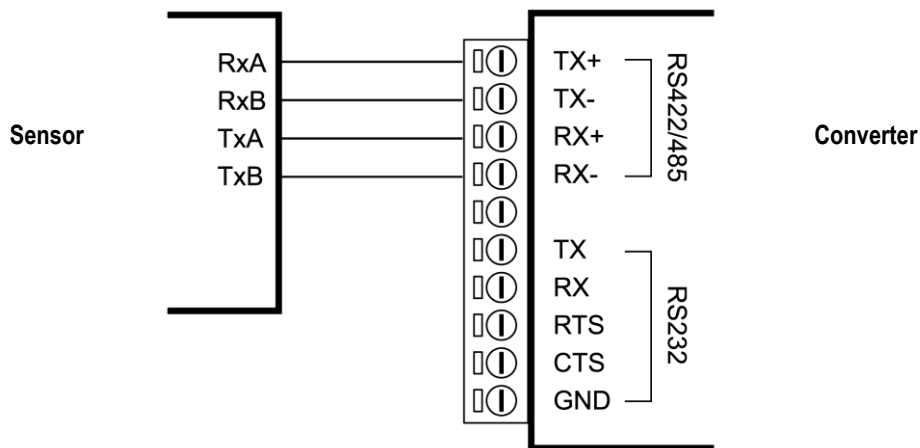 RxA
RxB
TxA
TxB
Sensor
TX+
TX-
RX+
RX-
RS422/485
TX
RX
RTS
CTS
GND
RS232
Converter